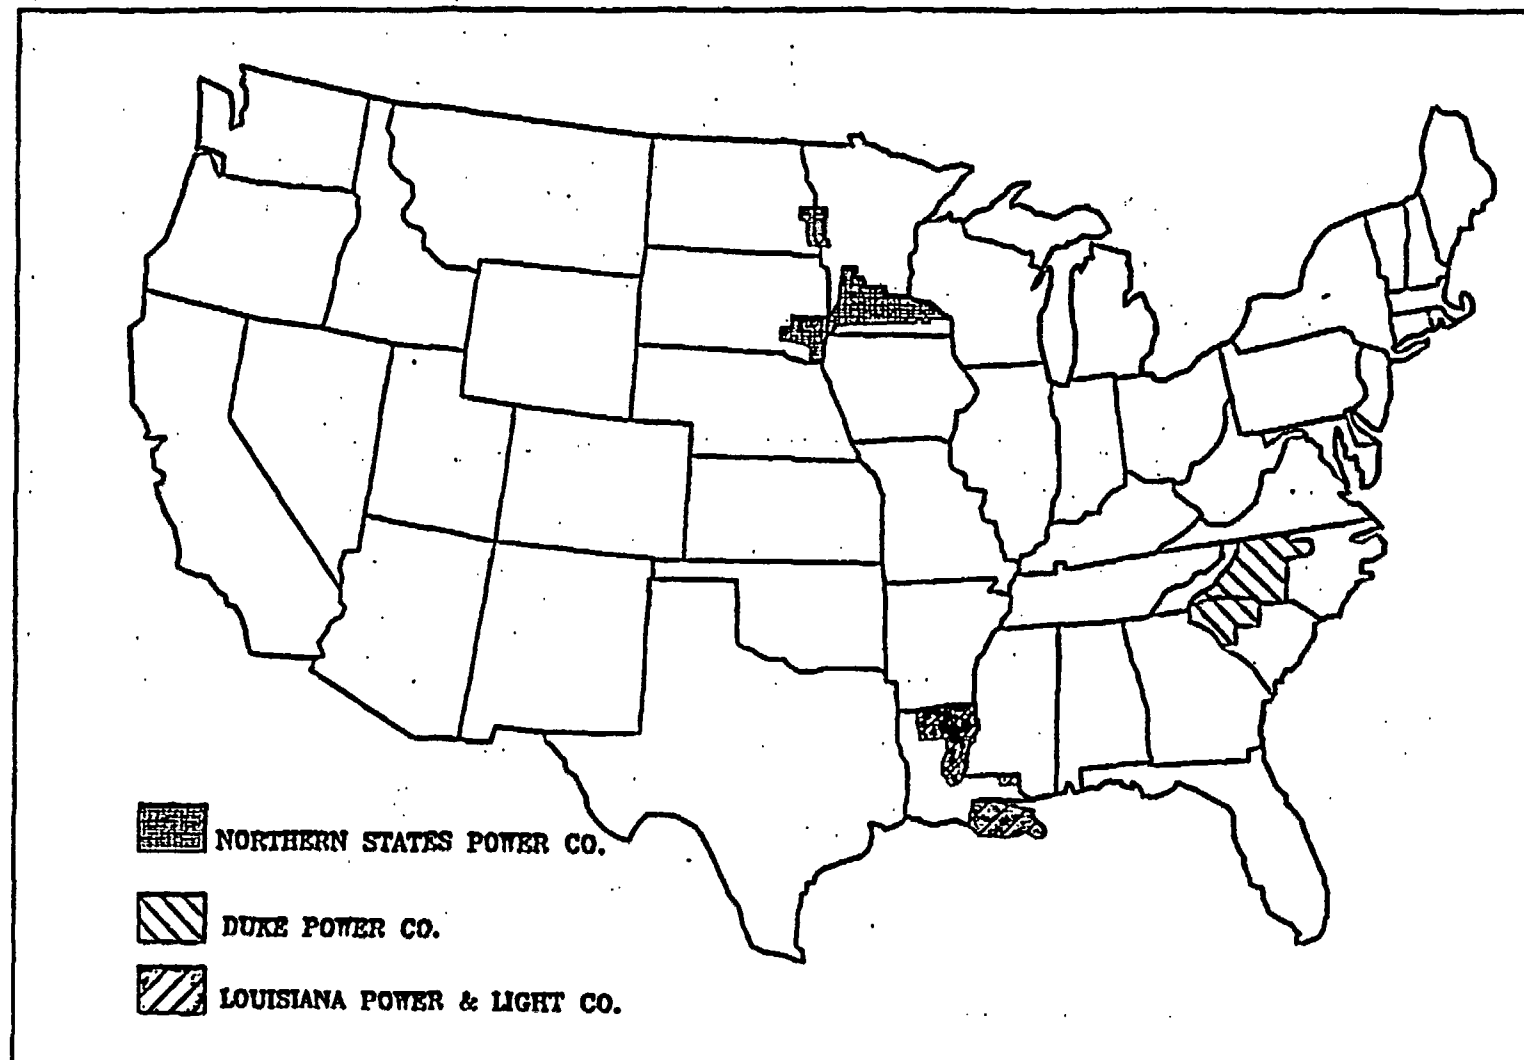 NORTHERN STATES POWER CO.
DUKE POWER CO.
LOUISIANA POWER & LIGHT CO.